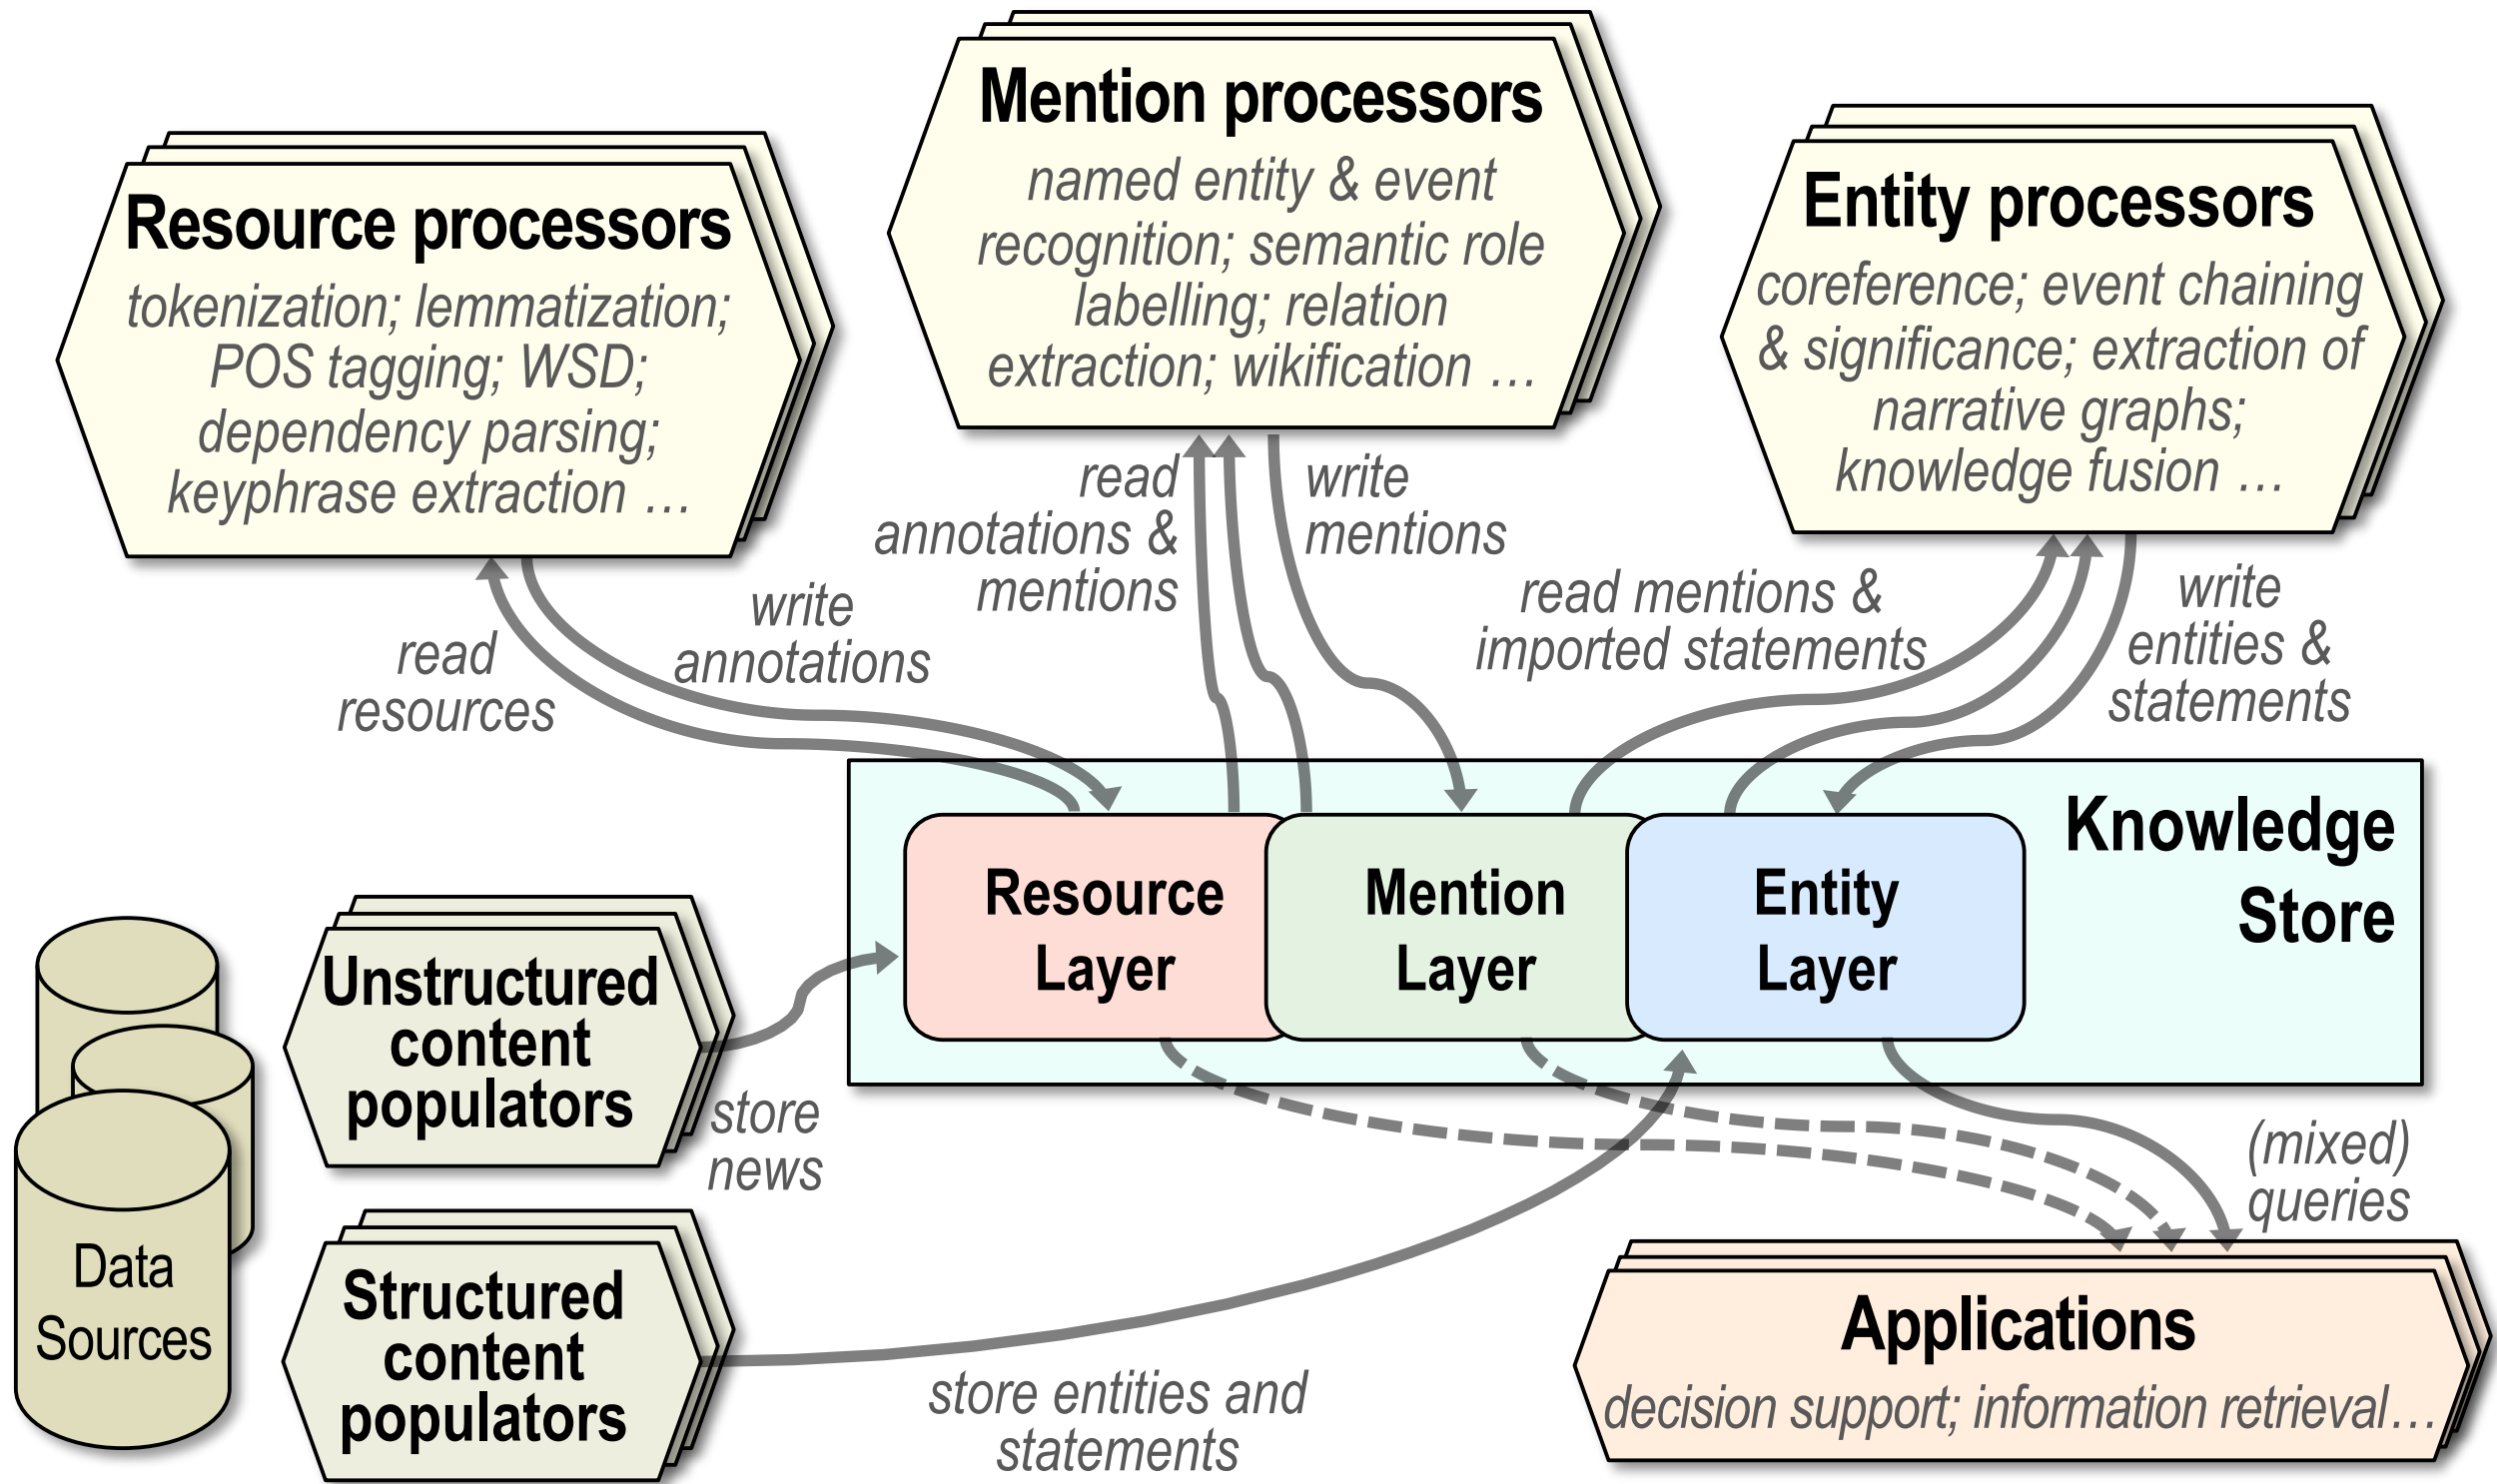 Mention processors
named entity & event
recognition; semantic role
labelling; relation
extraction; wikification …
Resource processors
tokenization; lemmatization;
POS tagging; WSD;
dependency parsing;
keyphrase extraction …
Entity processors
coreference; event chaining
& significance; extraction of
narrative graphs;
knowledge fusion …
read
resources
write
annotations
read
annotations &
mentions
write
mentions
read mentions &
imported statements
write
entities &
statements
Knowledge
Store
Resource
Layer
Mention
Layer
Entity
Layer
Data
Sources
Unstructured
content
populators
store
news
Structured
content
populators
store entities and
statements
(mixed)
queries
Applications
decision support; information retrieval…